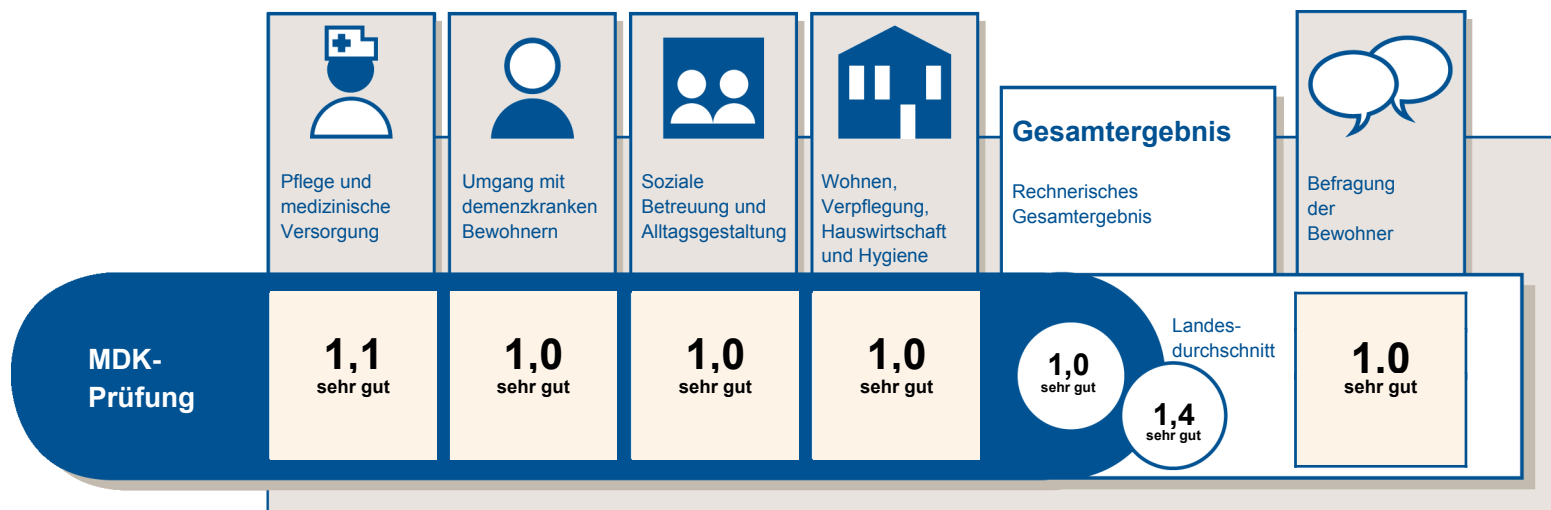 Pflege und
medizinische
Versorgung
Umgang mit
demenzkranken
Bewohnern
Soziale
Betreuung und
Alltagsgestaltung
Wohnen,
Verpflegung,
Hauswirtschaft
und Hygiene
Gesamtergebnis
Rechnerisches
Gesamtergebnis
Befragung
der
Bewohner
MDK-
Prüfung
1,1
sehr gut
1,0
sehr gut
1,0
sehr gut
1,0
sehr gut
1,0
sehr gut
Landes-
durchschnitt
1,4
sehr gut
1.0
sehr gut